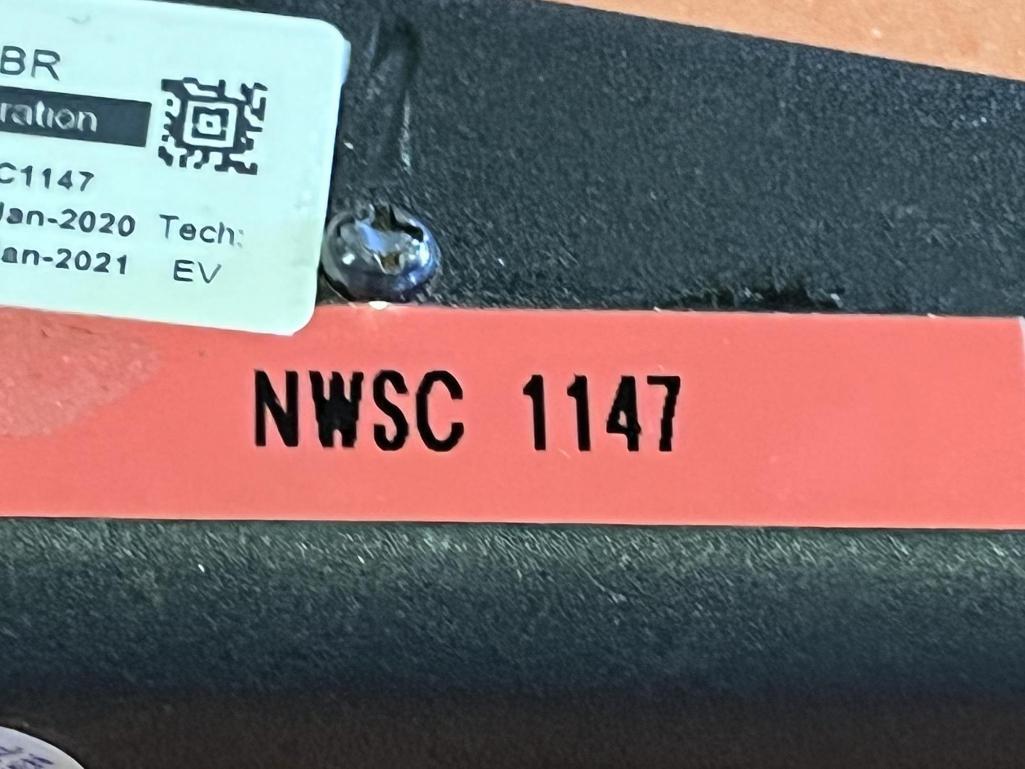 BR
ration
C1147
Jan-2020 Tech:
an-2021 EV
NWSC 1147